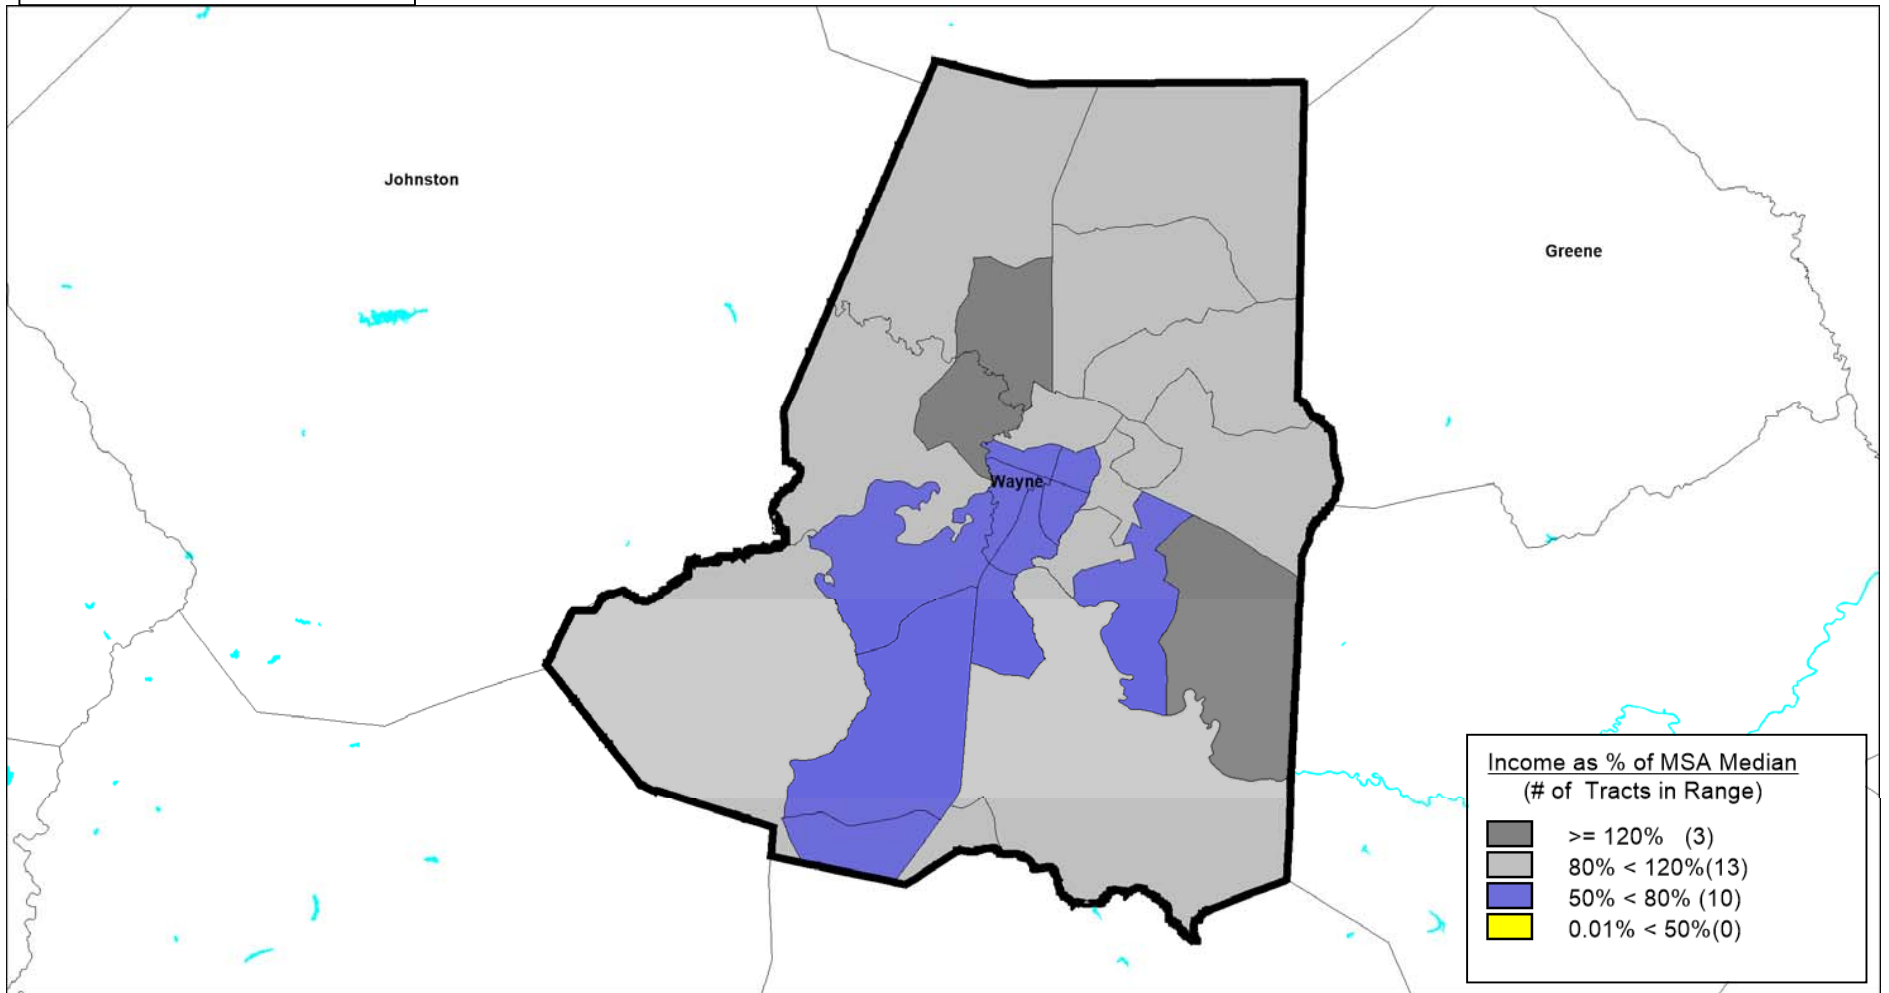 Johnston
Greene
Wayne
Income as % of MSA Median
(# of Tracts in Range)
>= 120% (3)
80% < 120%(13)
50% < 80% (10)
0.01% < 50%(0)